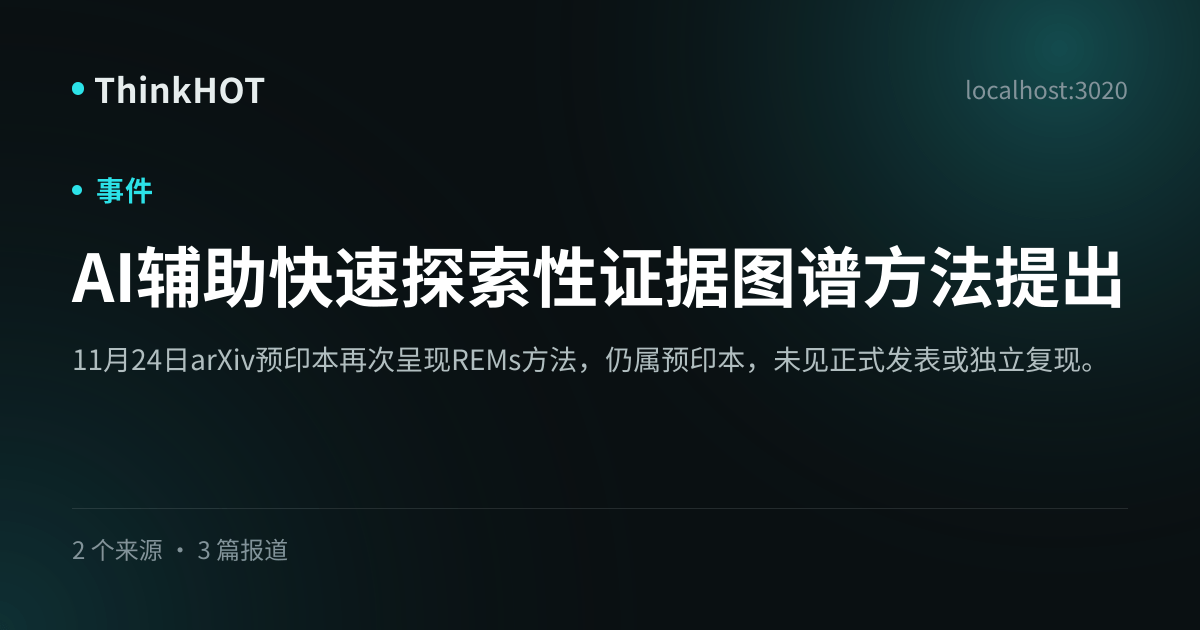 ThinkHOT
localhost:3020
事件
AI辅助快速探索性证据图谱方法提出
11月24日arXiv预印本再次呈现REMs方法，仍属预印本，未见正式发表或独立复现。
2 个来源 · 3 篇报道